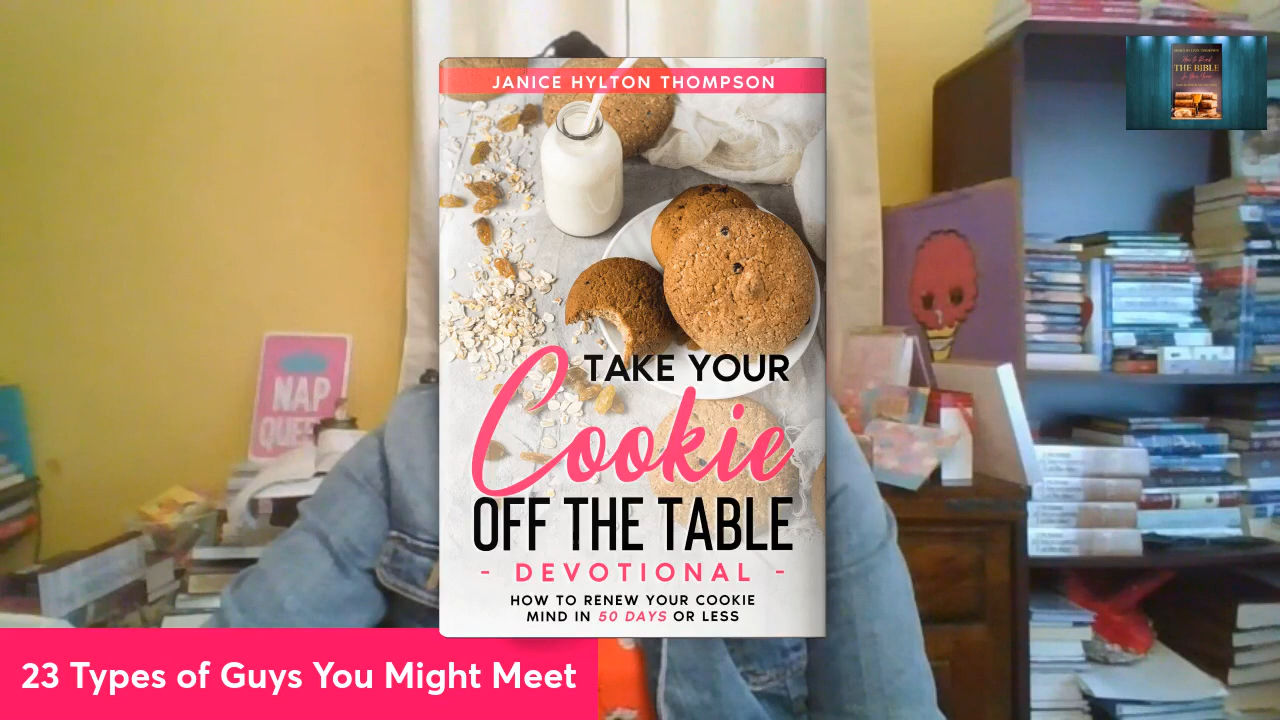 JANICE HYLTON THOMPSON
TAKE YOUR
Cookie
OFF THE TABLE
- DEVOTIONAL -
HOW TO RENEW YOUR COOKIE
MIND IN 50 DAYS OR LESS
THE BIBLE
NAP
23 Types of Guys You Might Meet